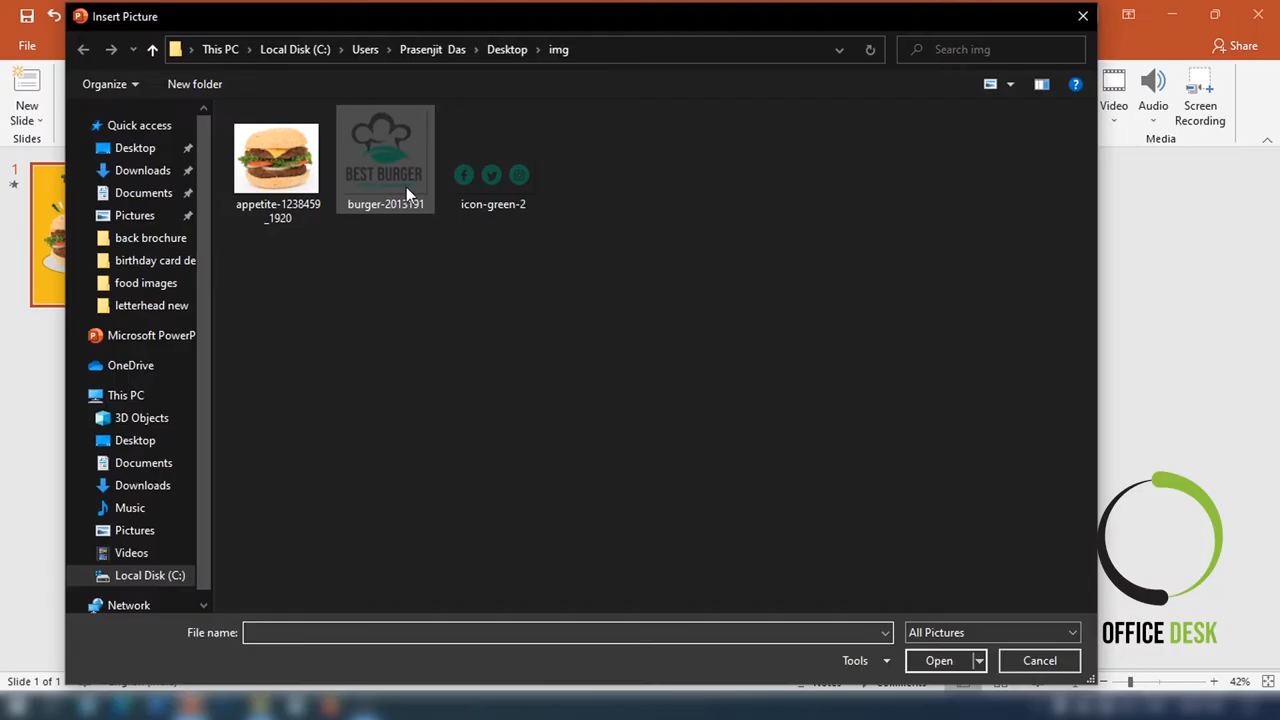 Insert Picture
File
Share
This PC
Local Disk (C:)
Users
Prasenjit Das
Desktop
img
Search img
Organize
New folder
New
Slide
Slides
Video
Audio
Screen
Recording
Media
1
Quick access
Desktop
Downloads
Documents
Pictures
back brochure
birthday card de
food images
letterhead new
Microsoft PowerP
OneDrive
This PC
3D Objects
Desktop
Documents
Downloads
Music
Pictures
Videos
Local Disk (C:)
Network
BEST BURGER
appetite-1238459
_1920
burger-2013191
icon-green-2
OFFICE DESK
File name:
All Pictures
Tools
Open
Cancel
Slide 1 of 1
42%